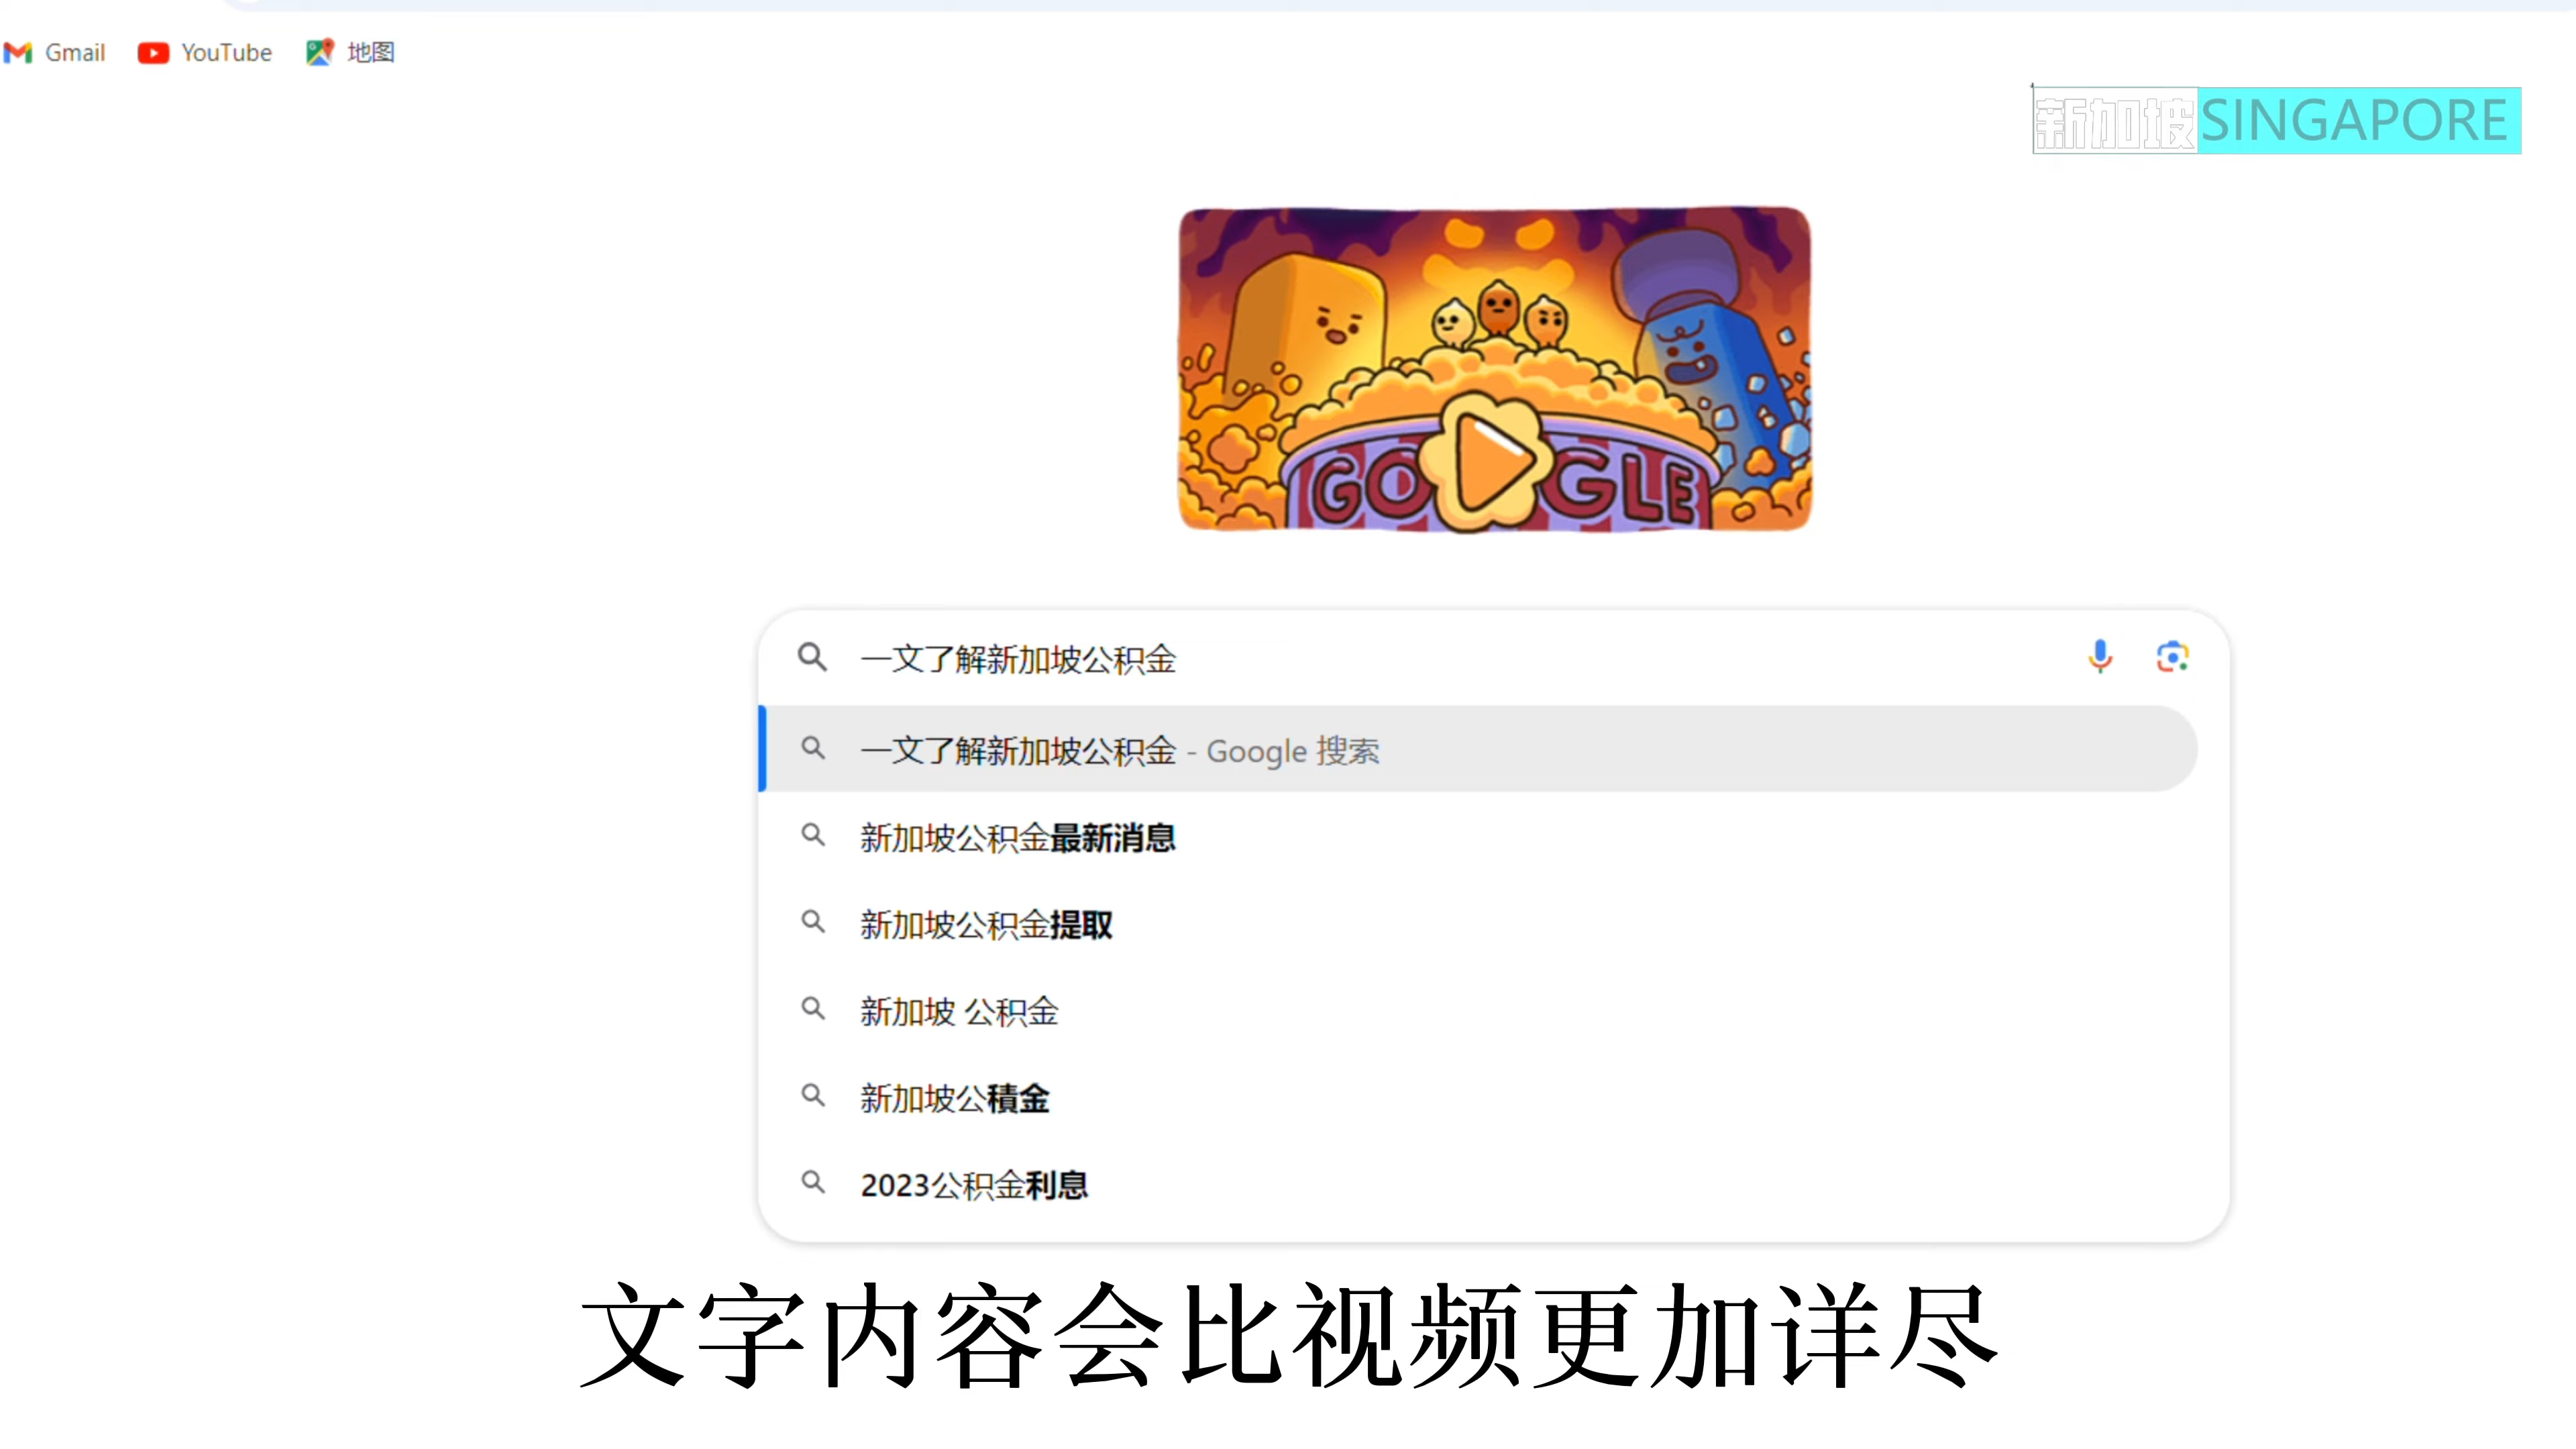 Gmail YouTube 地图
新加坡SINGAPORE
GOOGLE
一文了解新加坡公积金
一文了解新加坡公积金 - Google 搜索
新加坡公积金最新消息
新加坡公积金提取
新加坡 公积金
新加坡公積金
2023公积金利息
文字内容会比视频更加详尽